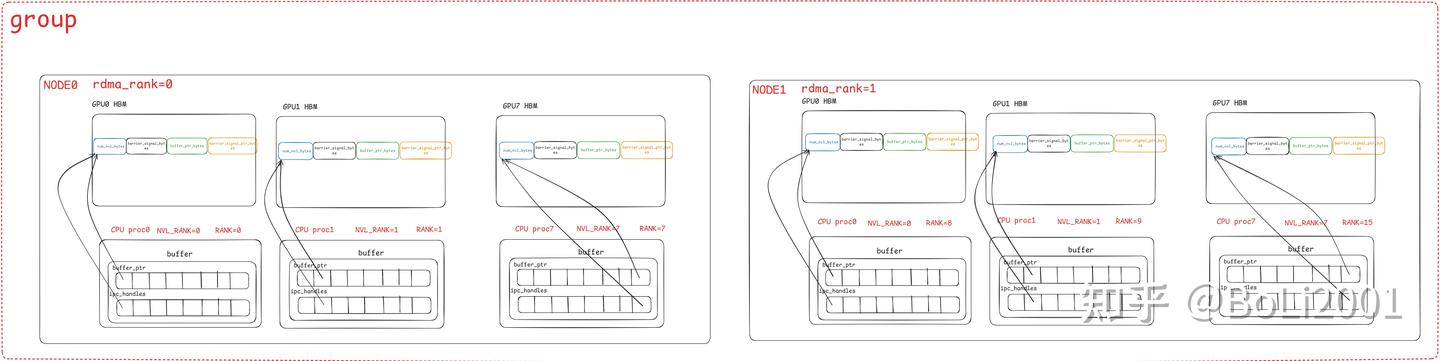 group
NODE0 rdma_rank=0
GPU0 HBM
GPU1 HBM
GPU7 HBM
num_nvl_bytes
barrier_signal_bytes
buffer_ptr_bytes
barrier_signal_ptr_bytes
num_nvl_bytes
barrier_signal_bytes
buffer_ptr_bytes
barrier_signal_ptr_bytes
num_nvl_bytes
barrier_signal_bytes
buffer_ptr_bytes
barrier_signal_ptr_bytes
CPU proc0 NVL_RANK=0 RANK=0
CPU proc1 NVL_RANK=1 RANK=1
CPU proc7 NVL_RANK=7 RANK=7
buffer
buffer_ptr
ipc_handles
buffer
buffer_ptr
ipc_handles
buffer
buffer_ptr
ipc_handles
NODE1 rdma_rank=1
GPU0 HBM
GPU1 HBM
GPU7 HBM
num_nvl_bytes
barrier_signal_bytes
buffer_ptr_bytes
barrier_signal_ptr_bytes
num_nvl_bytes
barrier_signal_bytes
buffer_ptr_bytes
barrier_signal_ptr_bytes
num_nvl_bytes
barrier_signal_bytes
buffer_ptr_bytes
barrier_signal_ptr_bytes
CPU proc0 NVL_RANK=0 RANK=8
CPU proc1 NVL_RANK=1 RANK=9
CPU proc7 NVL_RANK=7 RANK=15
buffer
buffer_ptr
ipc_handles
buffer
buffer_ptr
ipc_handles
buffer
buffer_ptr
ipc_handles
知乎 @BoLi2001